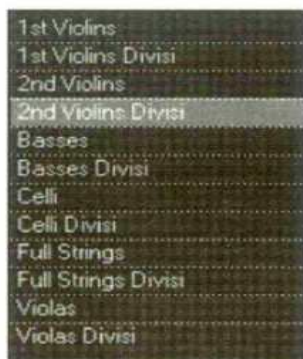 1st Violins
1st Violins Divisi
2nd Violins
2nd Violins Divisi
Basses
Basses Divisi
Celli
Celli Divisi
Full Strings
Full Strings Divisi
Violas
Violas Divisi